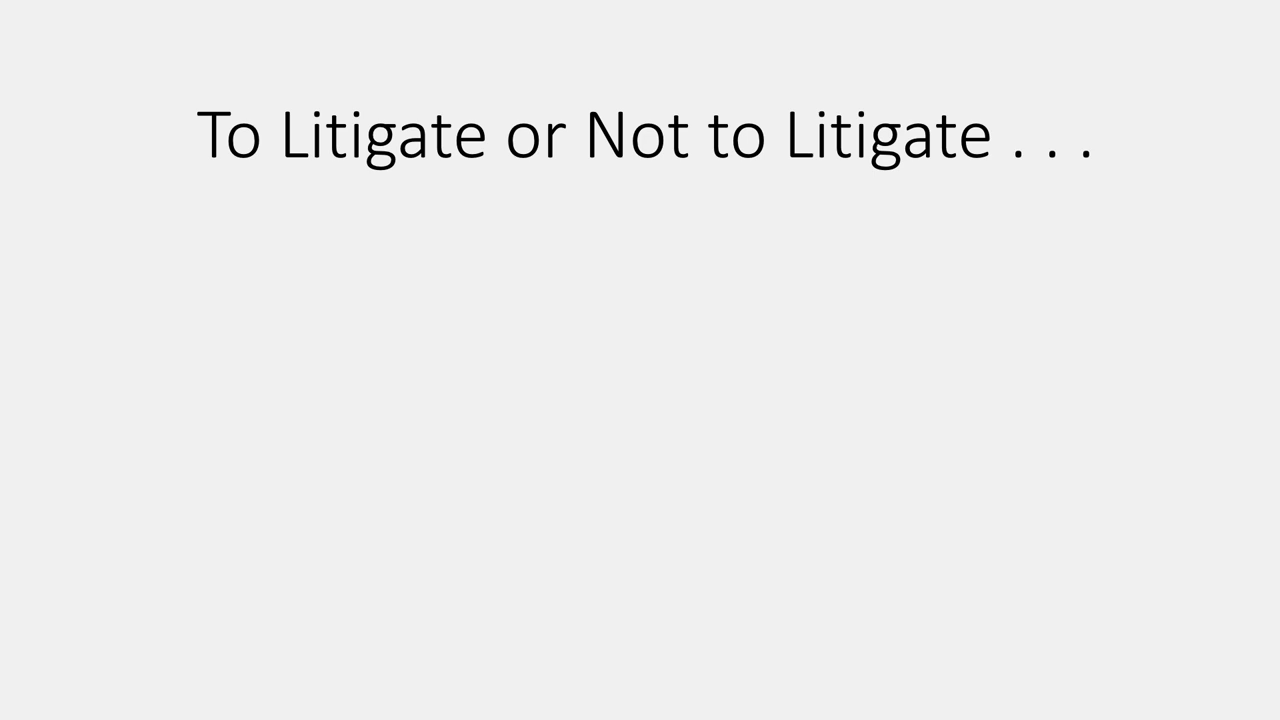 To Litigate or Not to Litigate . . .